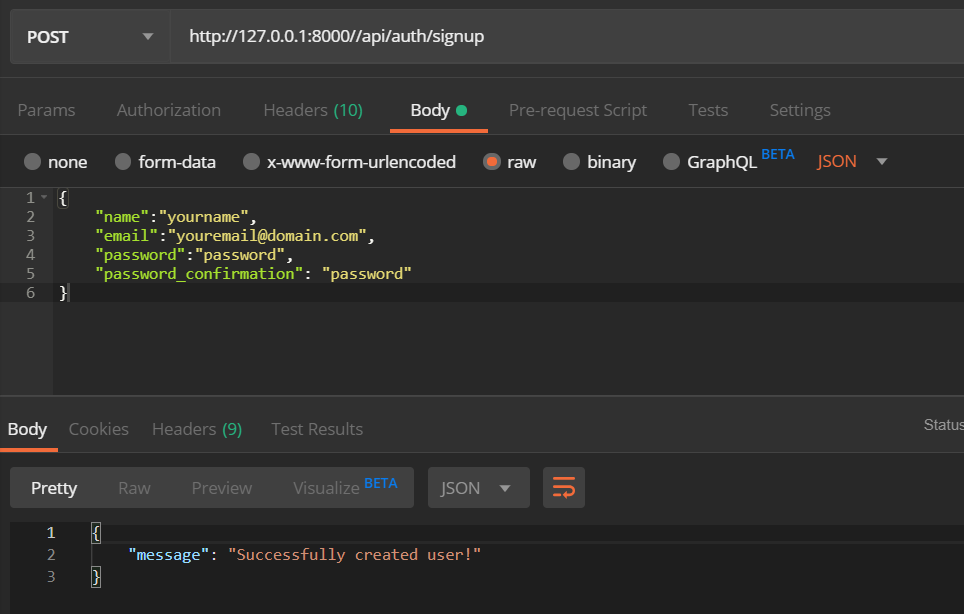 POST http://127.0.0.1:8000//api/auth/signup
Params Authorization Headers (10) Body Pre-request Script Tests Settings
none form-data x-www-form-urlencoded raw binary GraphQL BETA JSON
1 {
2 "name":"yourname",
3 "email":"youremail@domain.com",
4 "password":"password",
5 "password_confirmation": "password"
6 }
Body Cookies Headers (9) Test Results Status
Pretty Raw Preview Visualize BETA JSON
1 {
2 "message": "Successfully created user!"
3 }